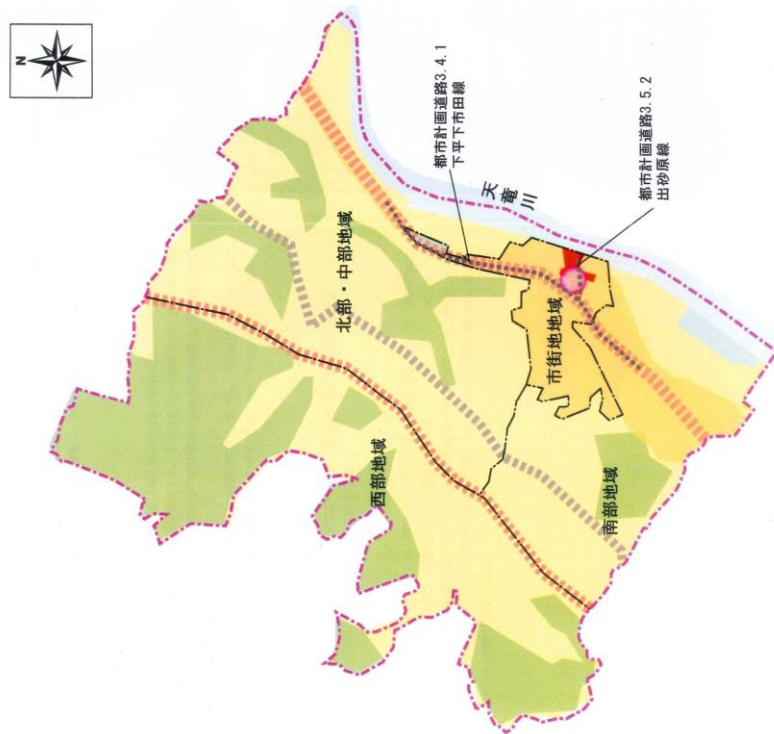 N
都市計画道路3.4.1
下平下市田線
天竜川
都市計画道路3.5.2
出砂原線
北部・中部地域
市街地地域
西部地域
南部地域